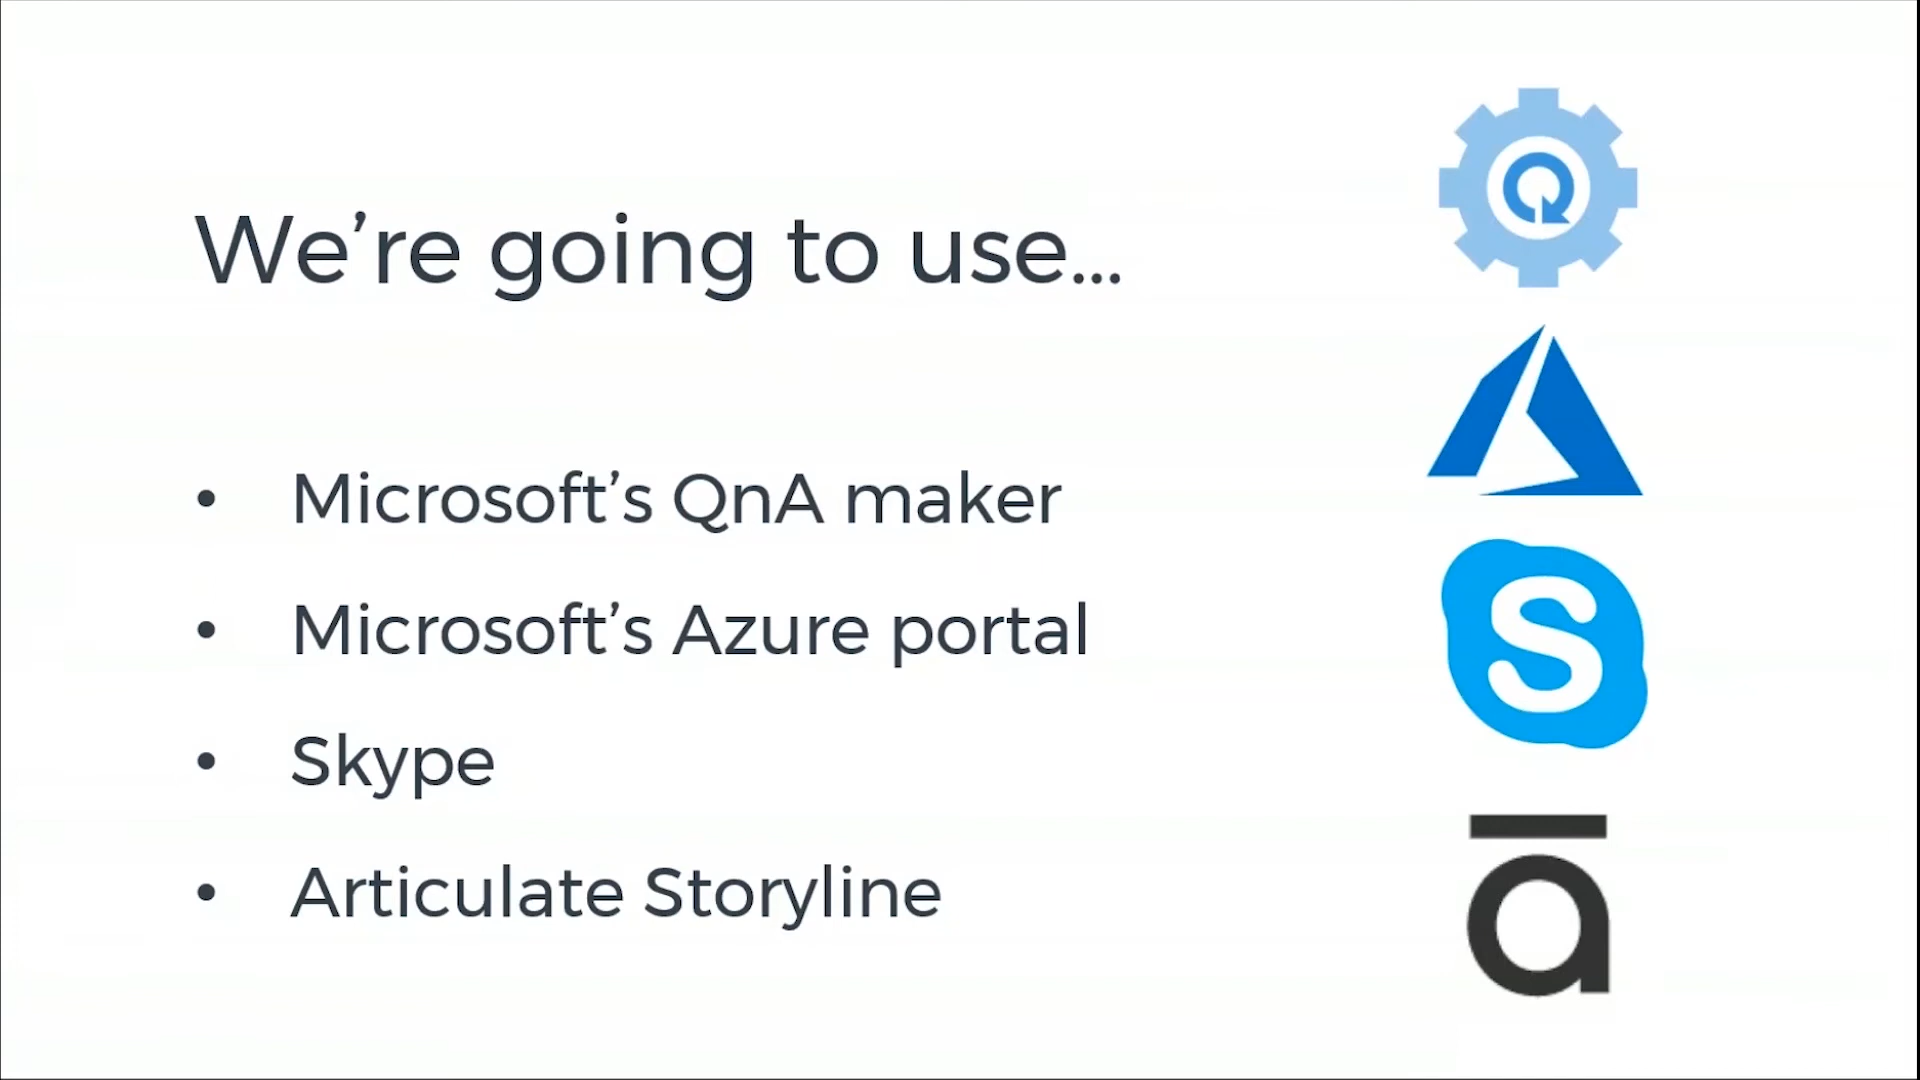 We’re going to use...
• Microsoft’s QnA maker
• Microsoft’s Azure portal
• Skype
• Articulate Storyline
Q
S
ā